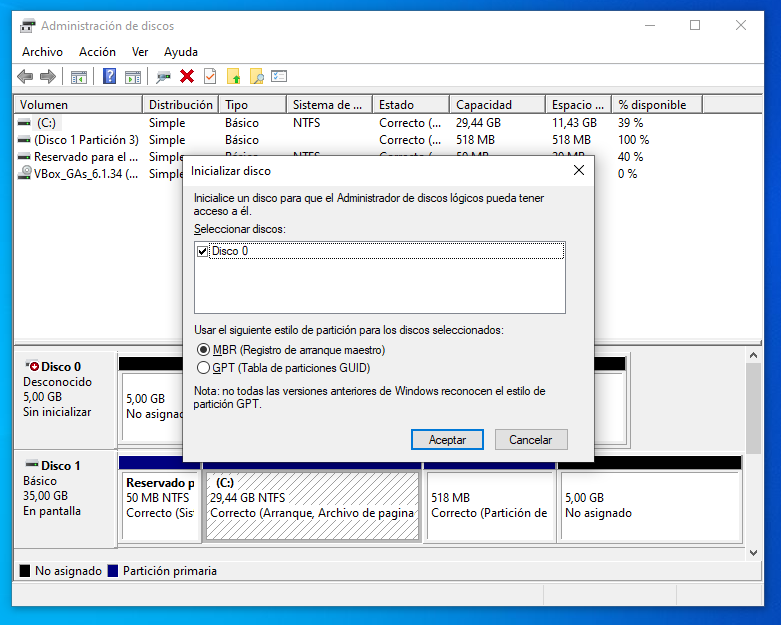 Administración de discos
Archivo Acción Ver Ayuda
Volumen Distribución Tipo Sistema de ... Estado Capacidad Espacio ... % disponible
(C:) Simple Básico NTFS Correcto (... 29,44 GB 11,43 GB 39 %
(Disco 1 Partición 3) Simple Básico Correcto (... 518 MB 518 MB 100 %
Reservado para el ... Simple 40 %
VBox_GAs_6.1.34 (... Simple 0 %
Inicializar disco
Inicialice un disco para que el Administrador de discos lógicos pueda tener
acceso a él.
Seleccionar discos:
Disco 0
Usar el siguiente estilo de partición para los discos seleccionados:
MBR (Registro de arranque maestro)
GPT (Tabla de particiones GUID)
Nota: no todas las versiones anteriores de Windows reconocen el estilo de
partición GPT.
Aceptar Cancelar
Disco 0
Desconocido
5,00 GB
Sin inicializar
5,00 GB
No asignad
Disco 1
Básico
35,00 GB
En pantalla
Reservado p
50 MB NTFS
Correcto (Sis
(C:)
29,44 GB NTFS
Correcto (Arranque, Archivo de pagina
518 MB
Correcto (Partición de
5,00 GB
No asignado
No asignado Partición primaria